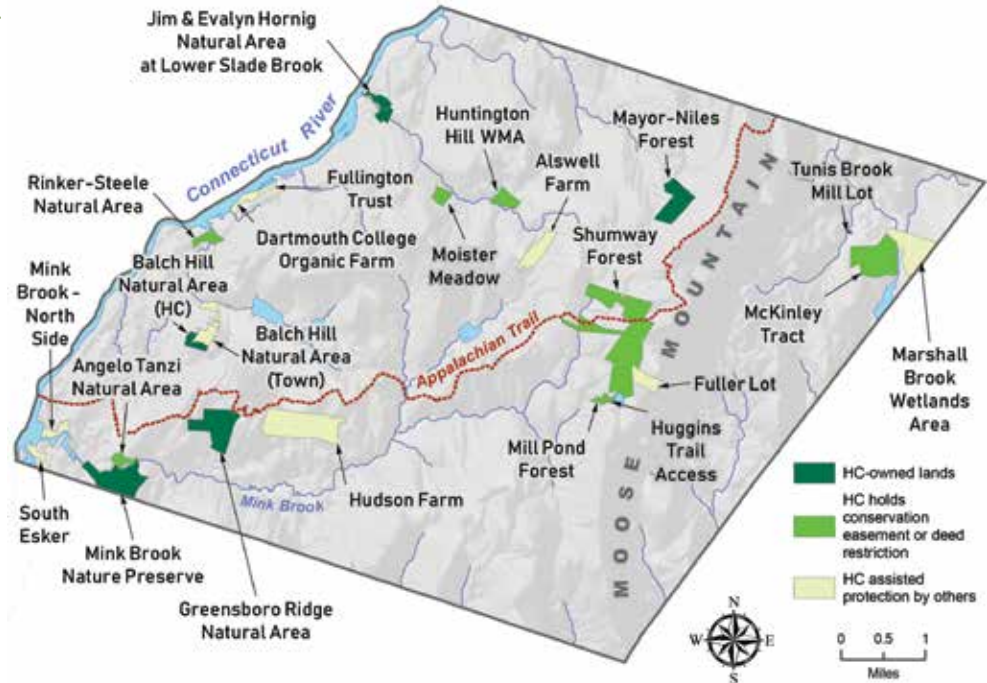 Jim & Evalyn Hornig
Natural Area
at Lower Slade Brook
Connecticut River
Huntington
Hill WMA
Mayor-Niles
Forest
Alswell
Farm
Tunis Brook
Mill Lot
Rinker-Steele
Natural Area
Fullington
Trust
Dartmouth College
Organic Farm
Moister
Meadow
Shumway
Forest
Mink
Brook -
North
Side
Balch Hill
Natural Area
(HC)
Balch Hill
Natural Area
(Town)
Angelo Tanzi
Natural Area
Appalachian Trail
MOOSE MOUNTAIN
McKinley
Tract
Marshall
Brook
Wetlands
Area
Fuller Lot
Mill Pond
Forest
Huggins
Trail
Access
South
Esker
Mink Brook
Nature Preserve
Mink Brook
Hudson Farm
Greensboro Ridge
Natural Area
HC-owned lands
HC holds
conservation
easement or deed
restriction
HC assisted
protection by others
N
W
E
S
0 0.5 1
Miles